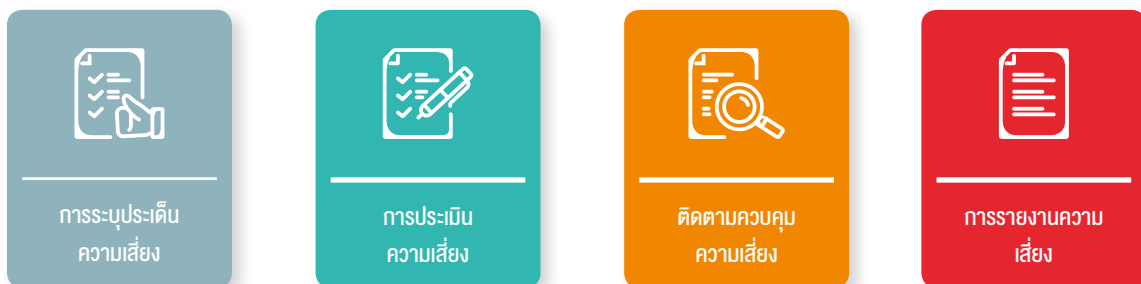 การระบุประเด็น
ความเสี่ยง
การประเมิน
ความเสี่ยง
ติดตามควบคุม
ความเสี่ยง
การรายงานความ
เสี่ยง